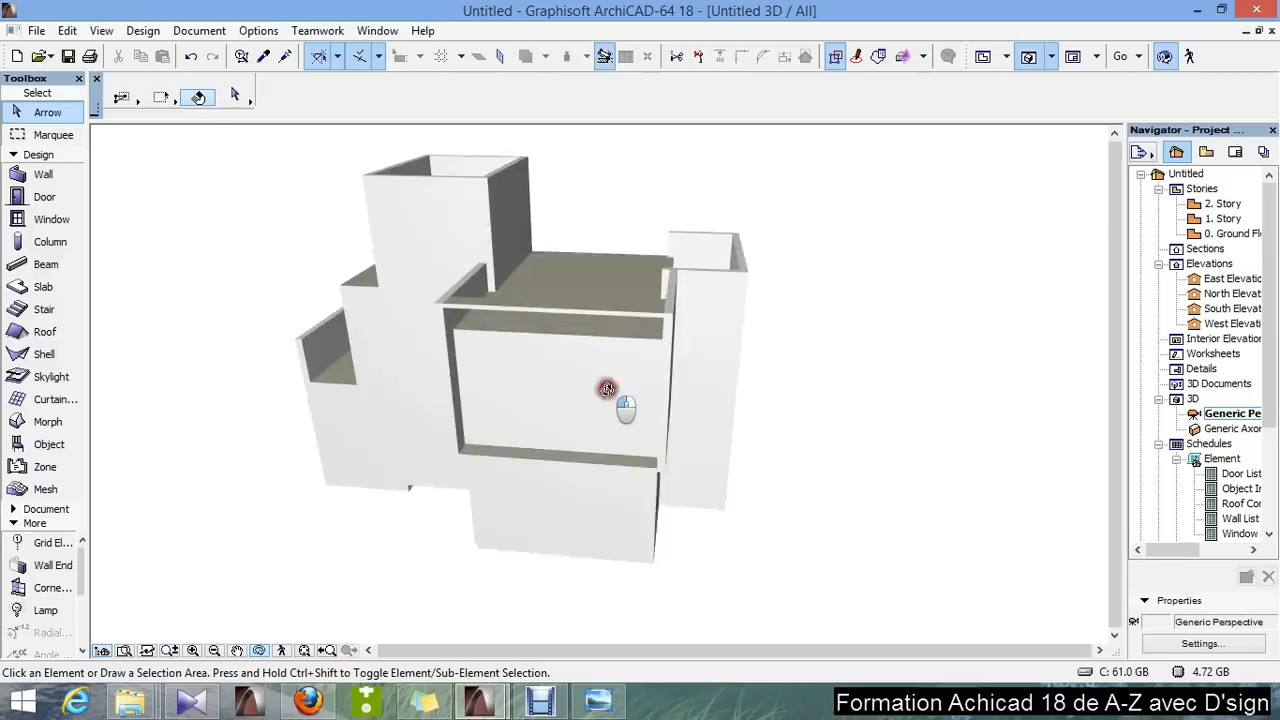 Untitled - Graphisoft ArchiCAD-64 18 - [Untitled 3D / All]
File Edit View Design Document Options Teamwork Window Help
Go
Toolbox
Select
Arrow
Marquee
Design
Wall
Door
Window
Column
Beam
Slab
Stair
Roof
Shell
Skylight
Curtain...
Morph
Object
Zone
Mesh
Document
More
Grid El...
Wall End
Corne...
Lamp
Radial...
Angle
Navigator - Project ...
Untitled
Stories
2. Story
1. Story
0. Ground Fl
Sections
Elevations
East Elevat
North Elevat
South Elevat
West Elevati
Interior Elevation
Worksheets
Details
3D Documents
3D
Generic Pe
Generic Axor
Schedules
Element
Door List
Object In
Roof Cor
Wall List
Window
Properties
Generic Perspective
Settings...
Click an Element or Draw a Selection Area. Press and Hold Ctrl+Shift to Toggle Element/Sub-Element Selection.
C: 61.0 GB
4.72 GB
Formation Achicad 18 de A-Z avec D'sign